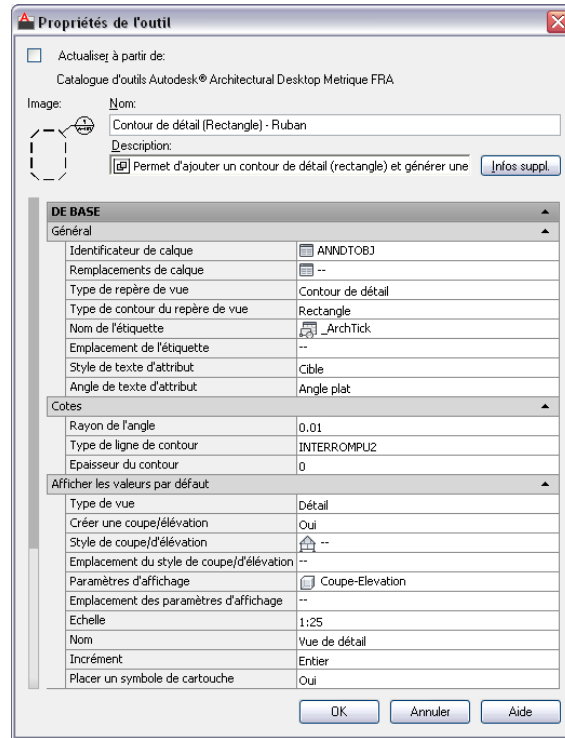 Propriétés de l'outil
Actualiser à partir de:
Catalogue d'outils Autodesk® Architectural Desktop Metrique FRA
Image:
Nom:
Contour de détail (Rectangle) - Ruban
Description:
Permet d'ajouter un contour de détail (rectangle) et générer une
Infos suppl.
DE BASE
Général
Identificateur de calque ANNDTOBJ
Remplacements de calque --
Type de repère de vue Contour de détail
Type de contour du repère de vue Rectangle
Nom de l'étiquette _ArchTick
Emplacement de l'étiquette --
Style de texte d'attribut Cible
Angle de texte d'attribut Angle plat
Cotes
Rayon de l'angle 0.01
Type de ligne de contour INTERROMPU2
Epaisseur du contour 0
Afficher les valeurs par défaut
Type de vue Détail
Créer une coupe/élévation Oui
Style de coupe/d'élévation --
Emplacement du style de coupe/d'élévation --
Paramètres d'affichage Coupe-Elevation
Emplacement des paramètres d'affichage --
Echelle 1:25
Nom Vue de détail
Incrément Entier
Placer un symbole de cartouche Oui
OK Annuler Aide